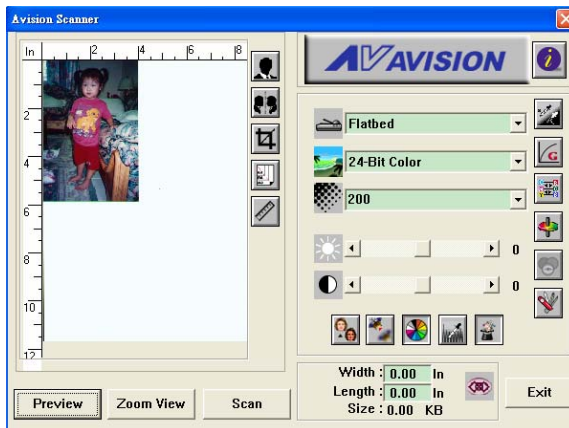 Avision Scanner
In
2
4
6
8
2
4
6
8
10
12
AVAVISION
i
Flatbed
24-Bit Color
G
200
0
0
Width : 0.00 In
Length : 0.00 In
Size : 0.00 KB
Preview
Zoom View
Scan
Exit